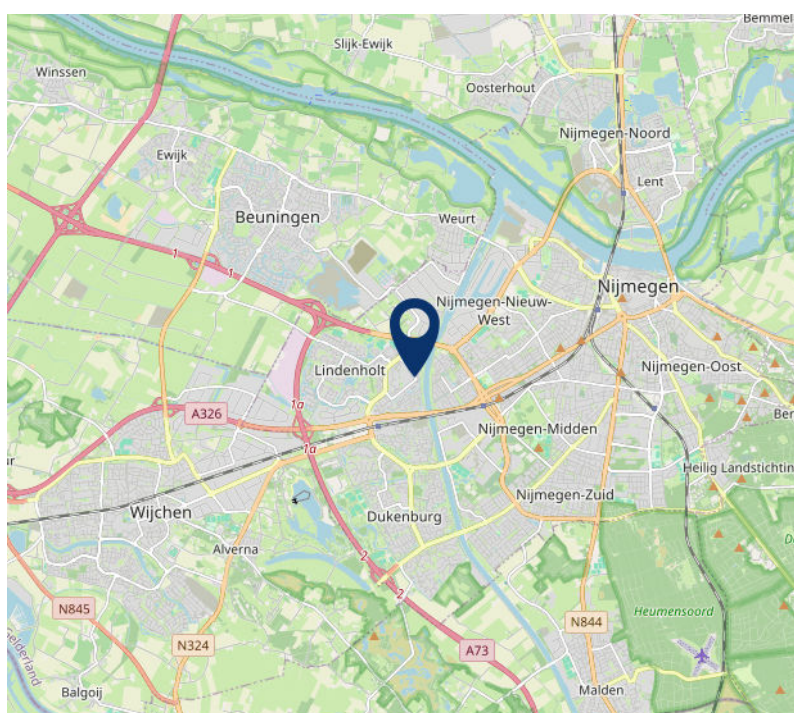 Bemmel
Slijk-Ewijk
Winssen
Oosterhout
Nijmegen-Noord
Ewijk
Lent
Beuningen
Weurt
1
1
Nijmegen
Nijmegen-Nieuw-
West
Lindenholt
Nijmegen-Oost
1a
A326
Nijmegen-Midden
1a
Heilig Landstichting
Nijmegen-Zuid
Wijchen
Dukenburg
Alverna
2
2
N845
Heumensoord
N844
N324
A73
Gelderland
Balgoij
Malden